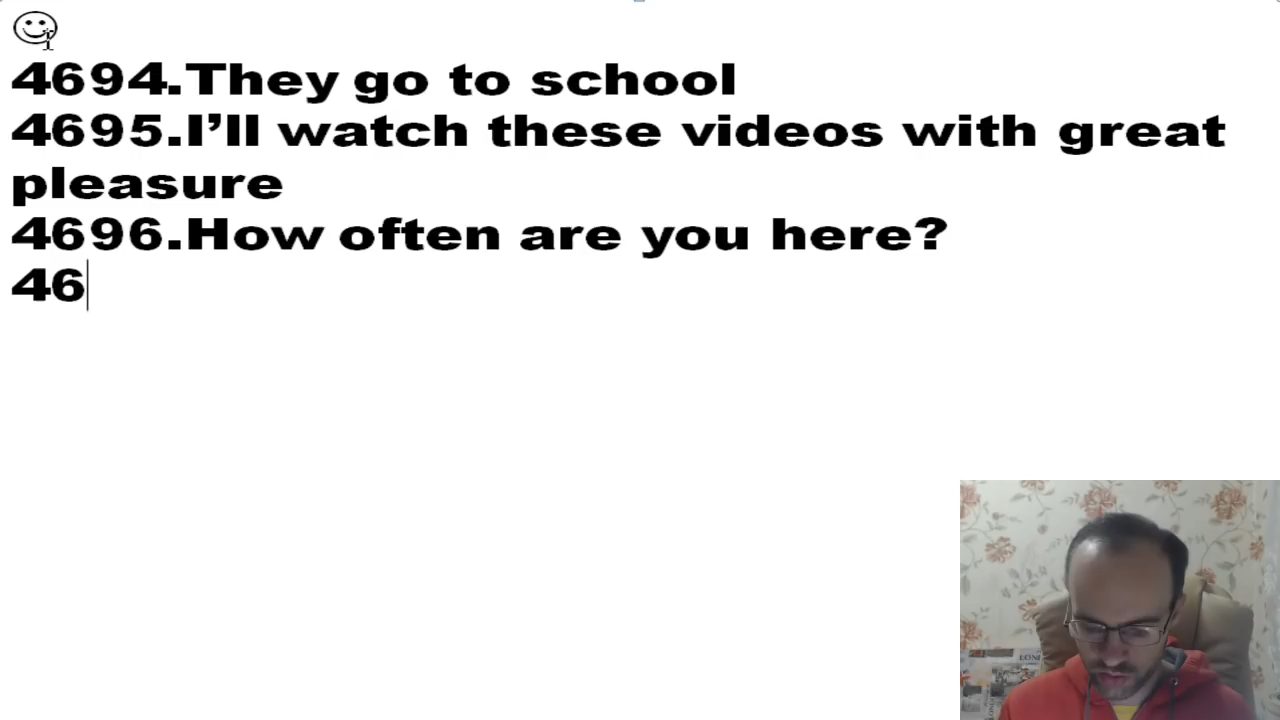 4694.They go to school
4695.I’ll watch these videos with great
pleasure
4696.How often are you here?
46